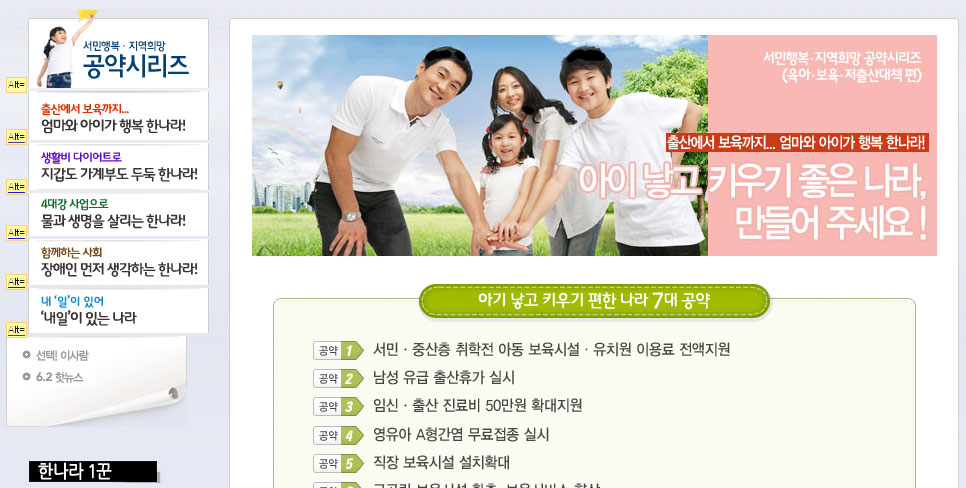 서민행복·지역희망
공약시리즈
Alt=
출산에서 보육까지...
엄마와 아이가 행복 한나라!
Alt=
생활비 다이어트로
지갑도 가계부도 두둑 한나라!
Alt=
4대강 사업으로
물과 생명을 살리는 한나라!
Alt=
함께하는 사회
장애인 먼저 생각하는 한나라!
Alt=
내 '일'이 있어
'내일'이 있는 나라
Alt=
선택! 이사람
6.2 핫뉴스
한나라 1꾼
서민행복·지역희망 공약시리즈
(육아·보육·저출산대책 편)
출산에서 보육까지... 엄마와 아이가 행복 한나라!
아이 낳고 키우기 좋은 나라,
만들어 주세요!
아기 낳고 키우기 편한 나라 7대 공약
공약 1 서민·중산층 취학전 아동 보육시설·유치원 이용료 전액지원
공약 2 남성 유급 출산휴가 실시
공약 3 임신·출산 진료비 50만원 확대지원
공약 4 영유아 A형간염 무료접종 실시
공약 5 직장 보육시설 설치확대